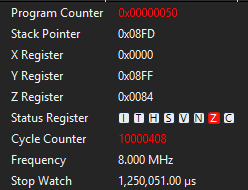 Program Counter 0x00000050
Stack Pointer 0x08FD
X Register 0x0000
Y Register 0x08FF
Z Register 0x0084
Status Register I T H S V N Z C
Cycle Counter 10000408
Frequency 8.000 MHz
Stop Watch 1,250,051.00 µs